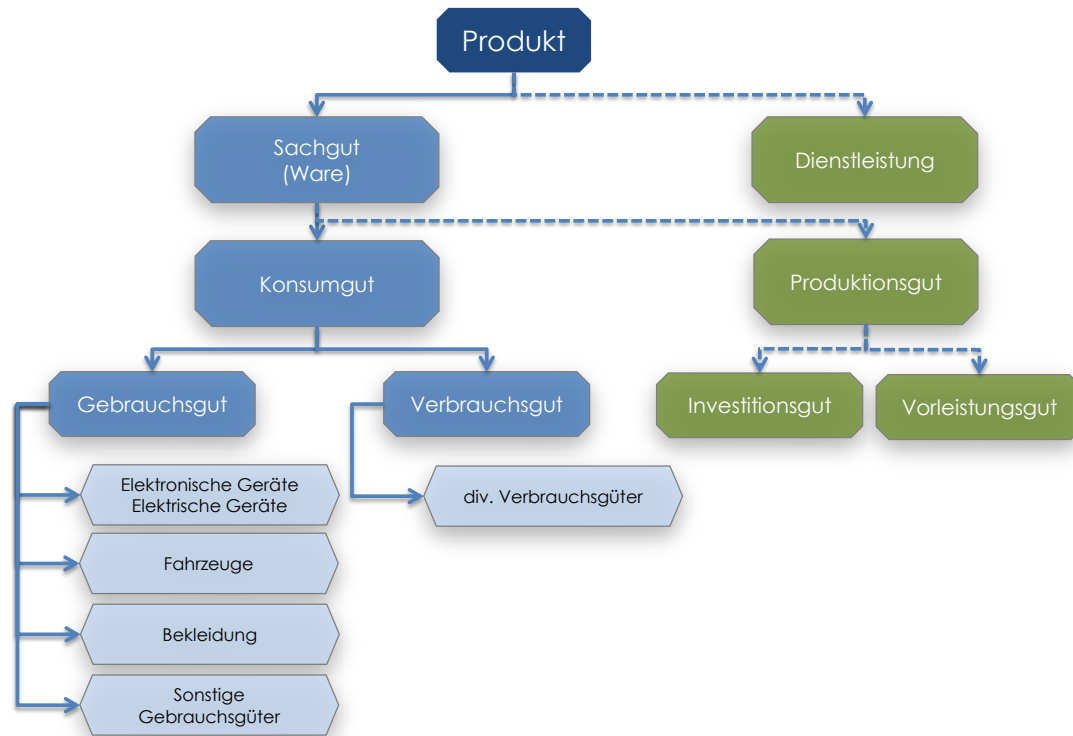 Produkt
Sachgut
(Ware)
Dienstleistung
Konsumgut
Produktionsgut
Gebrauchsgut
Verbrauchsgut
Investitionsgut
Vorleistungsgut
Elektronische Geräte
Elektrische Geräte
div. Verbrauchsgüter
Fahrzeuge
Bekleidung
Sonstige
Gebrauchsgüter